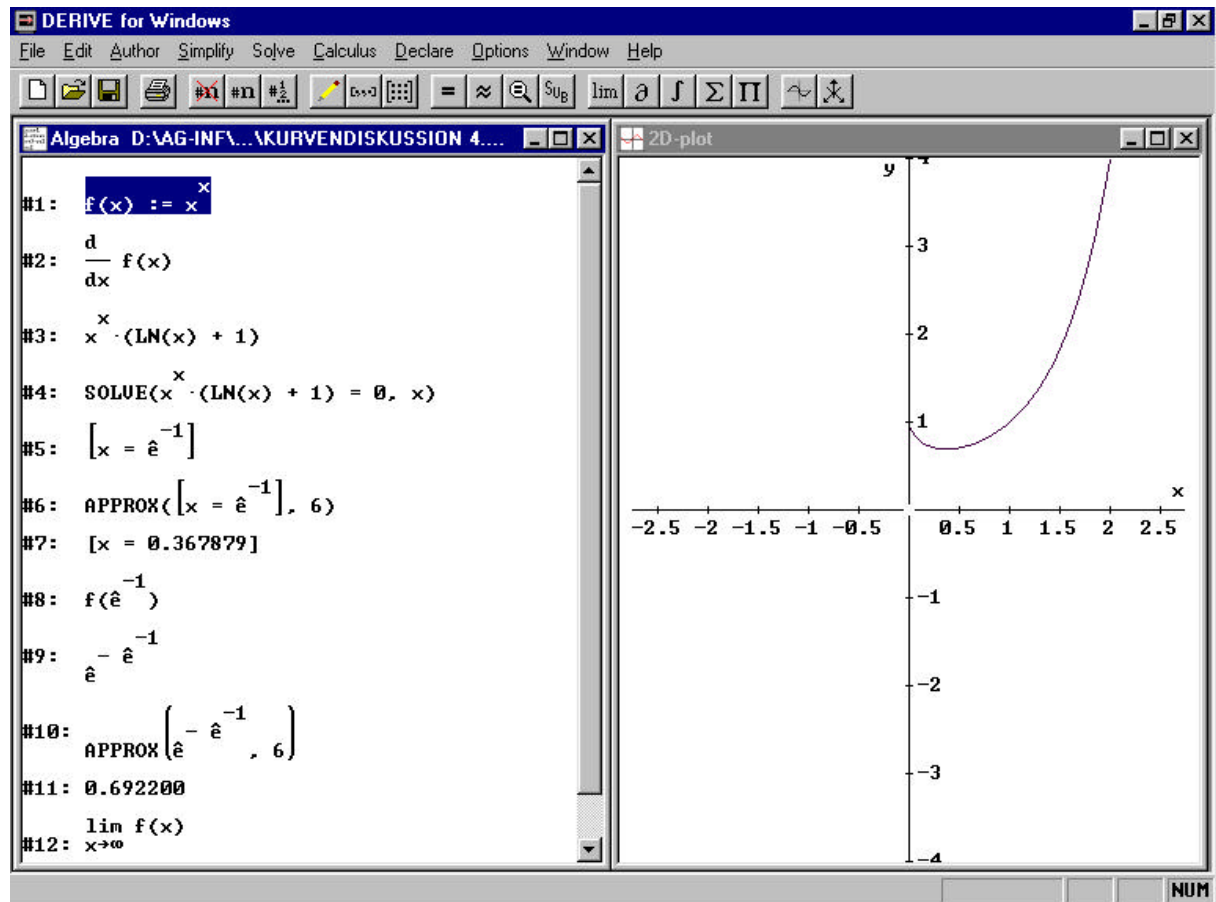 DERIVE for Windows
File Edit Author Simplify Solve Calculus Declare Options Window Help
#n #n #½ = ≈ SUB lim ∂ ∫ Σ Π
Algebra D:\AG-INF\...\KURVENDISKUSSION 4....
#1: f(x) := x^x
#2: d/dx f(x)
#3: x^x·(LN(x) + 1)
#4: SOLVE(x^x·(LN(x) + 1) = 0, x)
#5: [x = ê^-1]
#6: APPROX([x = ê^-1], 6)
#7: [x = 0.367879]
#8: f(ê^-1)
#9: ê^(- ê^-1)
#10: APPROX(ê^(- ê^-1), 6)
#11: 0.692200
#12: lim x→∞ f(x)
2D-plot
y
4
3
2
1
x
-2.5 -2 -1.5 -1 -0.5 0.5 1 1.5 2 2.5
-1
-2
-3
-4
NUM